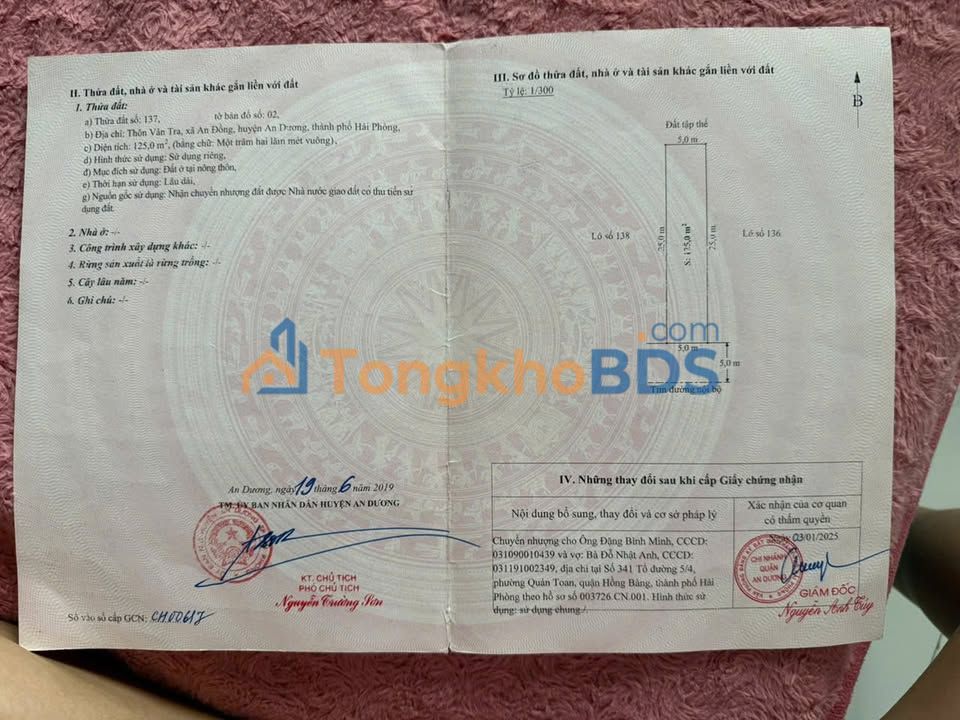 II. Thửa đất, nhà ở và tài sản khác gắn liền với đất
1. Thửa đất:
a) Thửa đất số: 137, tờ bản đồ số: 02,
b) Địa chỉ: Thôn Văn Tra, xã An Đồng, huyện An Dương, thành phố Hải Phòng,
c) Diện tích: 125,0 m², (bằng chữ: Một trăm hai lăm mét vuông),
d) Hình thức sử dụng: Sử dụng riêng,
đ) Mục đích sử dụng: Đất ở tại nông thôn,
e) Thời hạn sử dụng: Lâu dài,
g) Nguồn gốc sử dụng: Nhận chuyển nhượng đất được Nhà nước giao đất có thu tiền sử
dụng đất.
2. Nhà ở: -/-
3. Công trình xây dựng khác: -/-
4. Rừng sản xuất là rừng trồng: -/-
5. Cây lâu năm: -/-
6. Ghi chú: -/-
An Dương, ngày 19 tháng 6 năm 2019
TM. ỦY BAN NHÂN DÂN HUYỆN AN DƯƠNG
KT. CHỦ TỊCH
PHÓ CHỦ TỊCH
Nguyễn Trường Sơn
Số vào sổ cấp GCN: CH00617
III. Sơ đồ thửa đất, nhà ở và tài sản khác gắn liền với đất
Tỷ lệ: 1/300
B
Đất tập thể
5,0 m
Lô số 138
25,0 m
S: 125,0 m²
25,0 m
Lô số 136
5,0 m
5,0 m
Tim đường nội bộ
TongkhoBDS
.com
IV. Những thay đổi sau khi cấp Giấy chứng nhận
Nội dung bổ sung, thay đổi và cơ sở pháp lý
Xác nhận của cơ quan
có thẩm quyền
Chuyển nhượng cho Ông Đặng Bình Minh, CCCD:
031090010439 và vợ: Bà Đỗ Nhật Anh, CCCD:
031191002349, địa chỉ tại Số 341 Tổ đường 5/4,
phường Quán Toan, quận Hồng Bàng, thành phố Hải
Phòng theo hồ sơ số 003726.CN.001. Hình thức sử
dụng: sử dụng chung./.
03/01/2025
CHI NHÁNH
QUẬN
AN DƯƠNG
GIÁM ĐỐC
Nguyễn Anh Túy